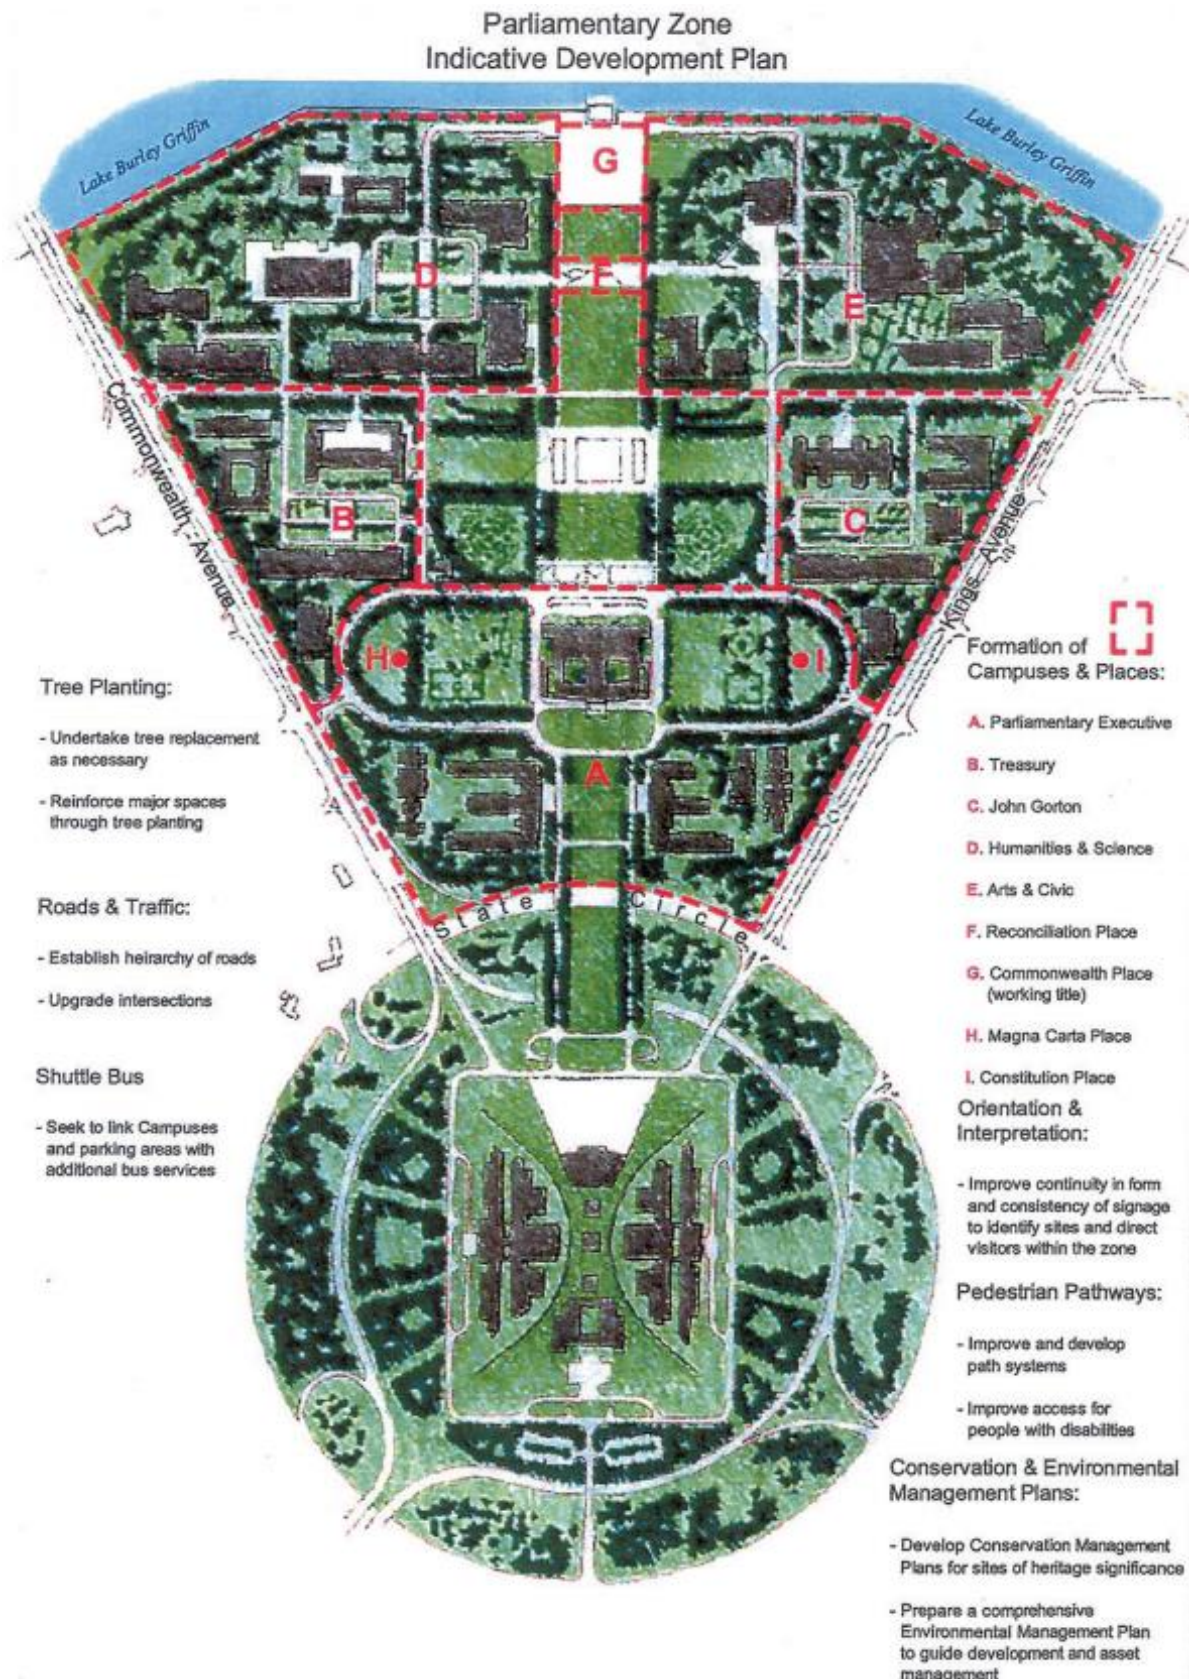 Parliamentary Zone
Indicative Development Plan
Lake Burley Griffin
Lake Burley Griffin
G
D
F
E
Commonwealth - Avenue
B
C
Kings - Avenue
H
I
A
State Circle
Tree Planting:
- Undertake tree replacement
as necessary
- Reinforce major spaces
through tree planting
Roads & Traffic:
- Establish heirarchy of roads
- Upgrade intersections
Shuttle Bus
- Seek to link Campuses
and parking areas with
additional bus services
Formation of
Campuses & Places:
A. Parliamentary Executive
B. Treasury
C. John Gorton
D. Humanities & Science
E. Arts & Civic
F. Reconciliation Place
G. Commonwealth Place
(working title)
H. Magna Carta Place
I. Constitution Place
Orientation &
Interpretation:
- Improve continuity in form
and consistency of signage
to identify sites and direct
visitors within the zone
Pedestrian Pathways:
- Improve and develop
path systems
- Improve access for
people with disabilities
Conservation & Environmental
Management Plans:
- Develop Conservation Management
Plans for sites of heritage significance
- Prepare a comprehensive
Environmental Management Plan
to guide development and asset
management